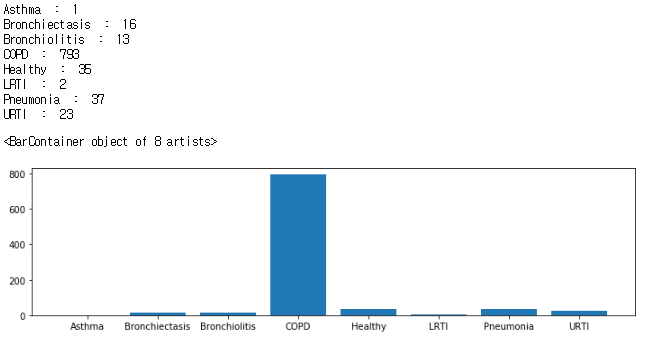 Asthma  :  1
Bronchiectasis  :  16
Bronchiolitis  :  13
COPD  :  793
Healthy  :  35
LRTI  :  2
Pneumonia  :  37
URTI  :  23
<BarContainer object of 8 artists>
800
600
400
200
0
Asthma Bronchiectasis Bronchiolitis COPD Healthy LRTI Pneumonia URTI